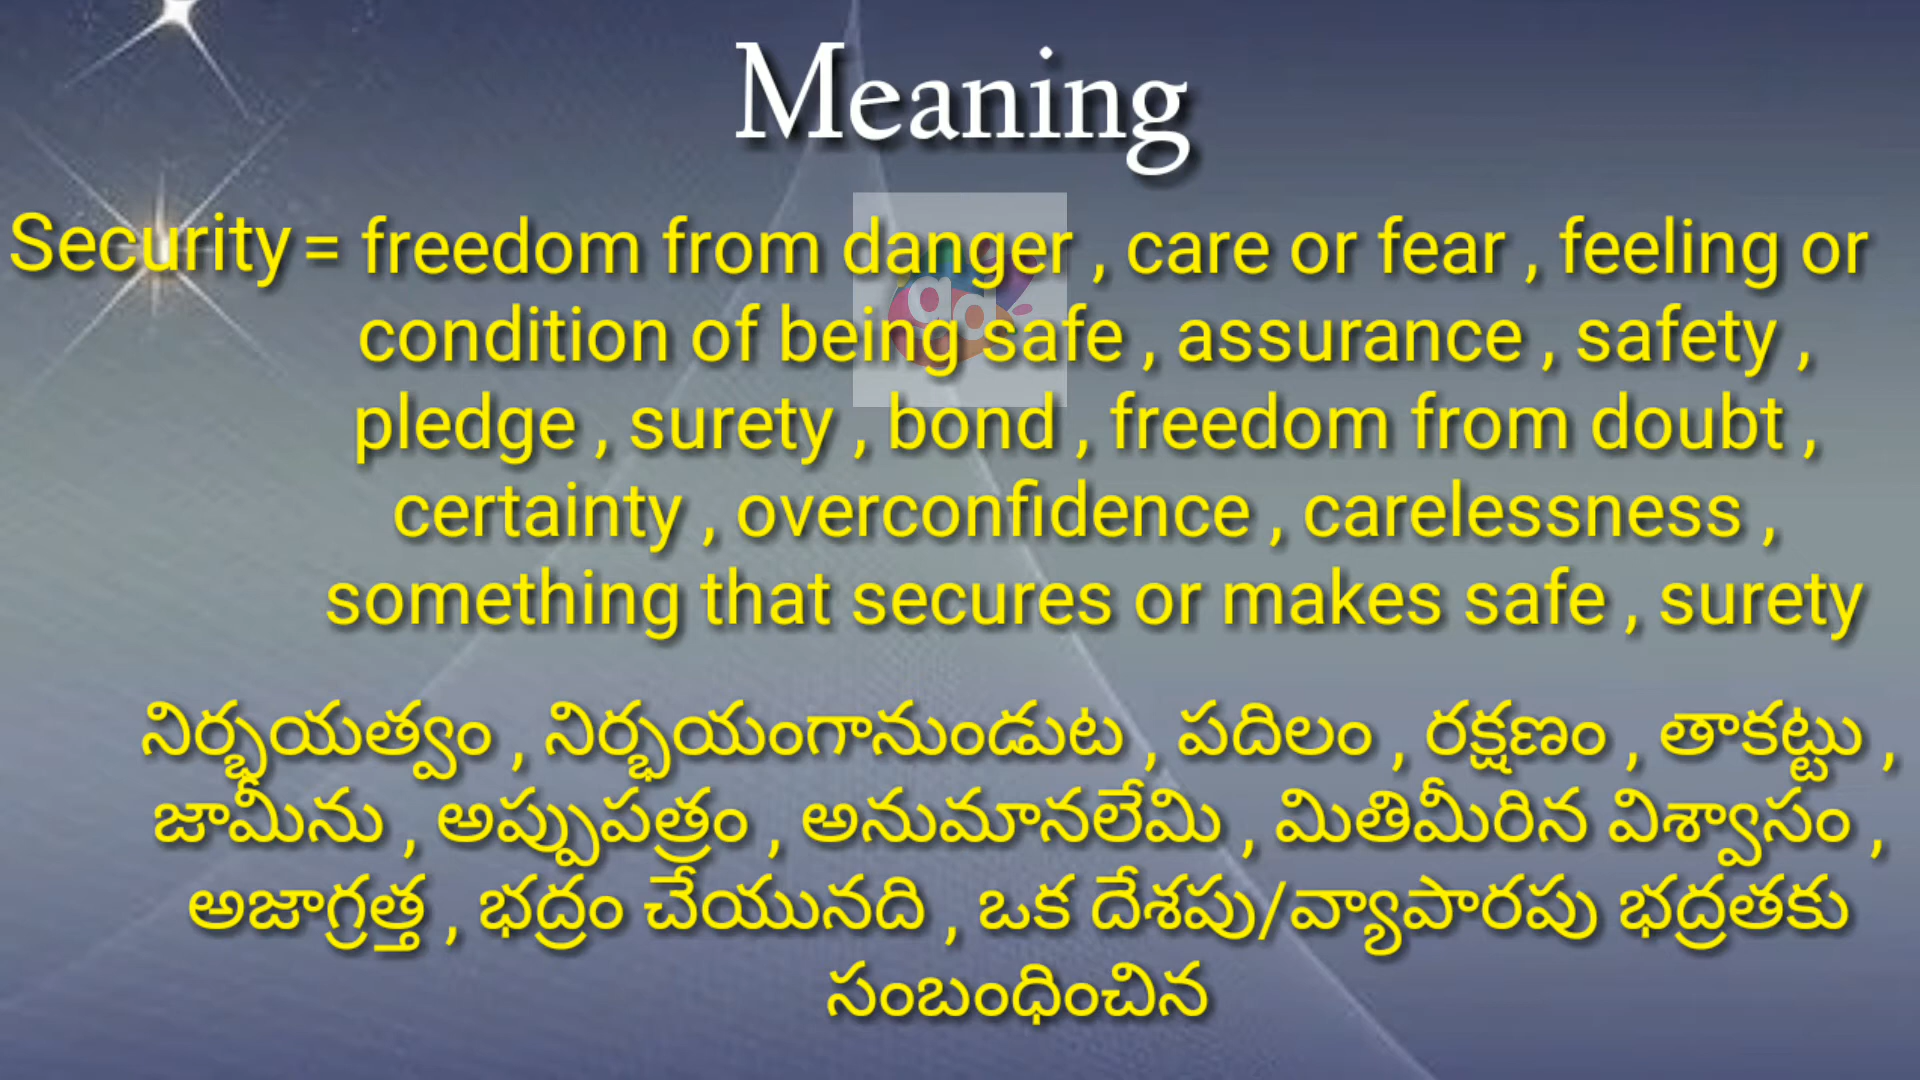 Meaning
Security = freedom from danger , care or fear , feeling or
condition of being safe , assurance , safety ,
pledge , surety , bond , freedom from doubt ,
certainty , overconfidence , carelessness ,
something that secures or makes safe , surety
నిర్భయత్వం , నిర్భయంగానుండుట , పదిలం , రక్షణం , తాకట్టు ,
జామీను , అప్పుపత్రం , అనుమానలేమి , మితిమీరిన విశ్వాసం ,
అజాగ్రత్త , భద్రం చేయునది , ఒక దేశపు/వ్యాపారపు భద్రతకు
సంబంధించిన